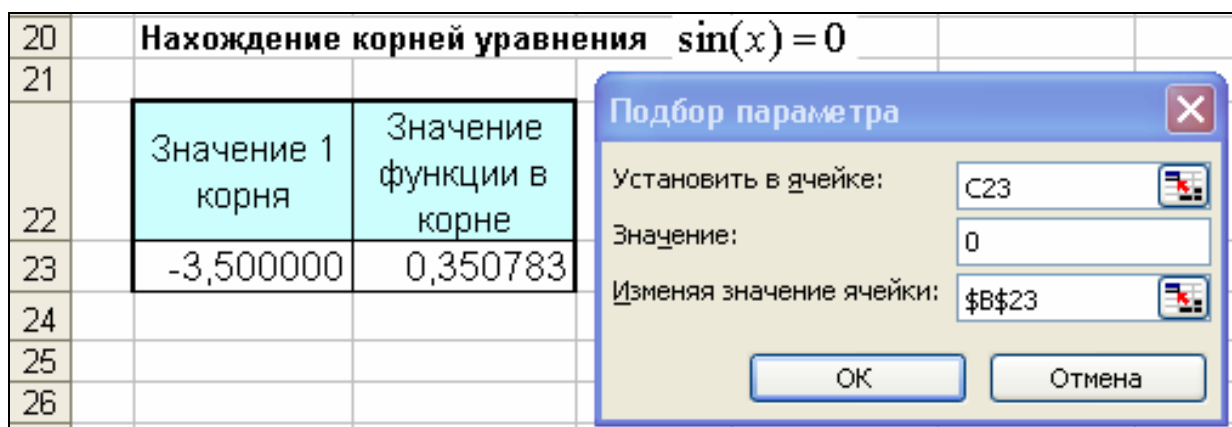 20 Нахождение корней уравнения sin(x) = 0
21
Подбор параметра
22 Значение 1 корня
Значение функции в корне
Установить в ячейке: C23
Значение: 0
23 -3,500000 0,350783
Изменяя значение ячейки: $B$23
24
25
ОК Отмена
26